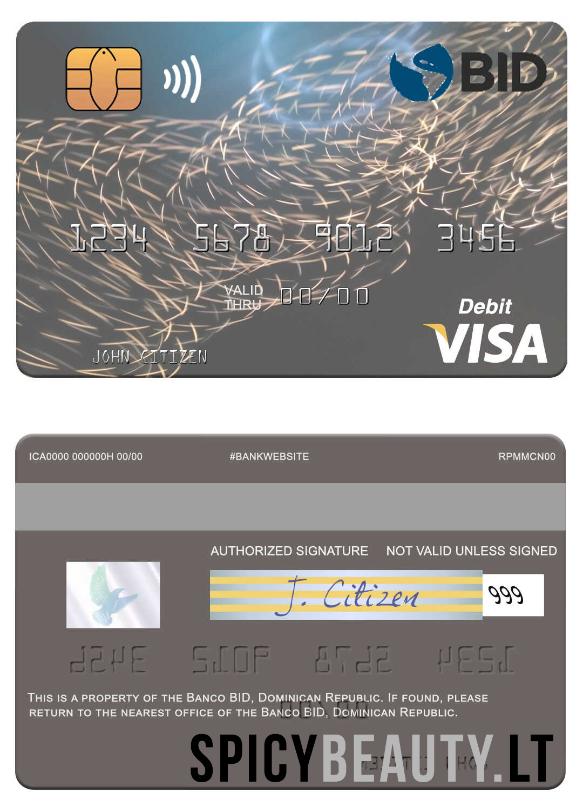 BID
1234 5678 9012 3456
VALID THRU 00/00
Debit
VISA
JOHN CITIZEN
ICA0000 000000H 00/00 #BANKWEBSITE RPMMCN00
AUTHORIZED SIGNATURE NOT VALID UNLESS SIGNED
J. Citizen 999
THIS IS A PROPERTY OF THE BANCO BID, DOMINICAN REPUBLIC. IF FOUND, PLEASE
RETURN TO THE NEAREST OFFICE OF THE BANCO BID, DOMINICAN REPUBLIC.
SPICYBEAUTY.LT